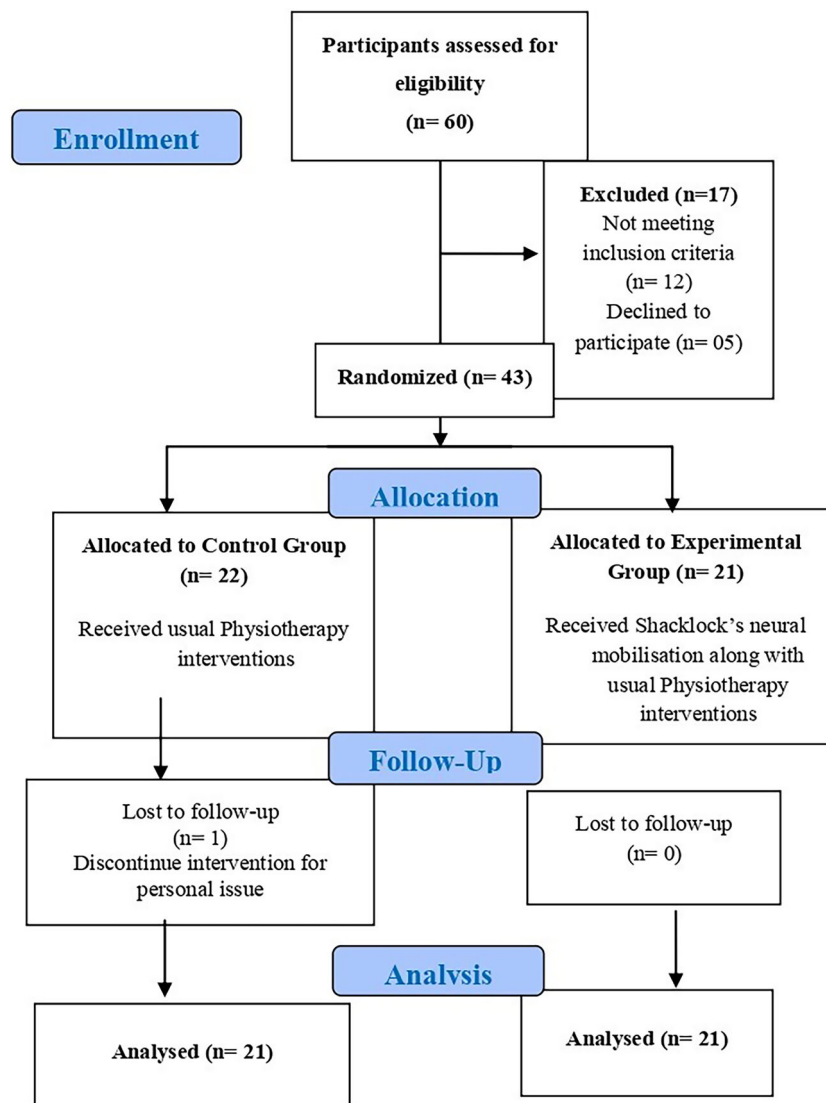 Participants assessed for
eligibility
(n= 60)
Enrollment
Excluded (n=17)
Not meeting
inclusion criteria
(n= 12)
Declined to
participate (n= 05)
Randomized (n= 43)
Allocation
Allocated to Control Group
(n= 22)
Received usual Physiotherapy
interventions
Allocated to Experimental
Group (n= 21)
Received Shacklock’s neural
mobilisation along with
usual Physiotherapy
interventions
Follow-Up
Lost to follow-up
(n= 1)
Discontinue intervention for
personal issue
Lost to follow-up
(n= 0)
Analysis
Analysed (n= 21)
Analysed (n= 21)